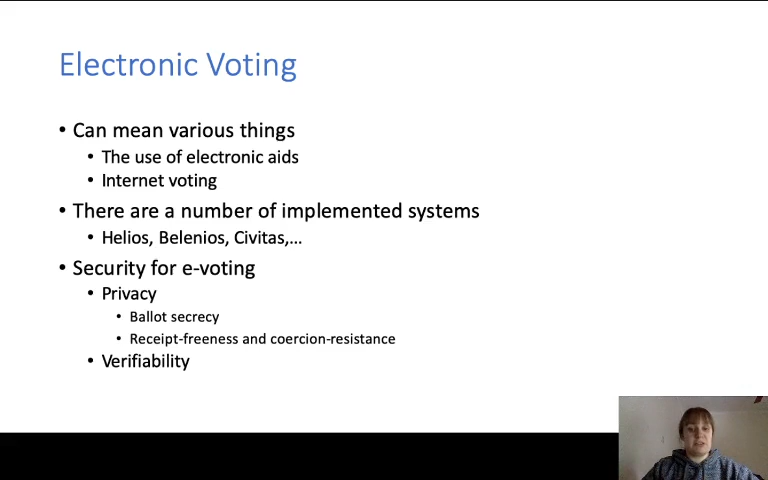 Electronic Voting
• Can mean various things
• The use of electronic aids
• Internet voting
• There are a number of implemented systems
• Helios, Belenios, Civitas,...
• Security for e-voting
• Privacy
• Ballot secrecy
• Receipt-freeness and coercion-resistance
• Verifiability